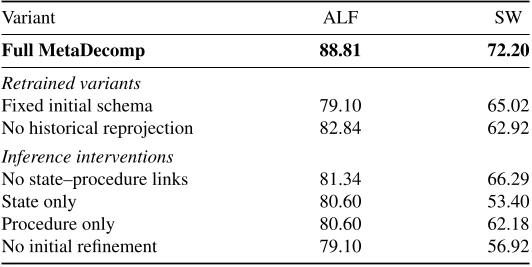 Variant ALF SW
Full MetaDecomp 88.81 72.20
Retrained variants
Fixed initial schema 79.10 65.02
No historical reprojection 82.84 62.92
Inference interventions
No state–procedure links 81.34 66.29
State only 80.60 53.40
Procedure only 80.60 62.18
No initial refinement 79.10 56.92